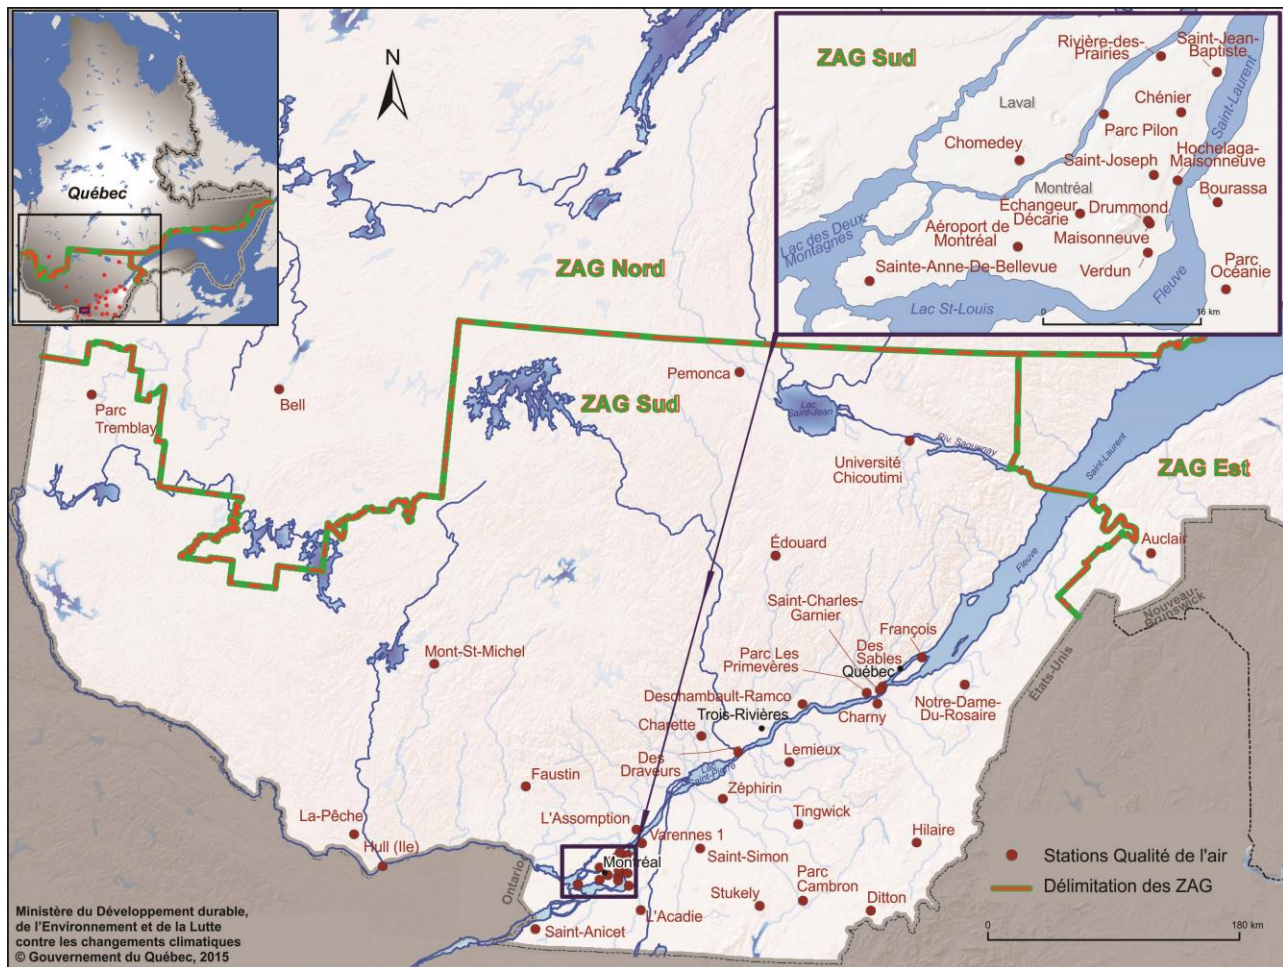 Québec
N
ZAG Nord
ZAG Sud
ZAG Est
ZAG Sud
Rivière-des-
Prairies
Saint-Jean-
Baptiste
Laval
Chénier
Parc Pilon
Saint-Laurent
Chomedey
Saint-Joseph
Hochelaga-
Maisonneuve
Montréal
Bourassa
Echangeur
Décarie
Drummond
Aéroport de
Montréal
Maisonneuve
Lac des Deux
Montagnes
Sainte-Anne-De-Bellevue
Verdun
Parc
Océanie
Fleuve
Lac St-Louis
0
16 km
Parc
Tremblay
Bell
Pemonca
Lac
Saint-Jean
Riv. Saguenay
Université
Chicoutimi
Saint-Laurent
Fleuve
Auclair
Édouard
Nouveau-
Brunswick
États-Unis
Saint-Charles-
Garnier
François
Des
Sables
Parc Les
Primevères
Québec
Mont-St-Michel
Deschambault-Ramco
Notre-Dame-
Du-Rosaire
Charny
Trois-Rivières
Charette
Lemieux
Des
Draveurs
Lac
Saint-Pierre
Faustin
Zéphirin
L'Assomption
Tingwick
La-Pêche
Varennes 1
Hilaire
Hull (Ile)
Saint-Simon
Montréal
Ontario
Parc
Cambron
Stukely
Ditton
L'Acadie
Saint-Anicet
Stations Qualité de l'air
Délimitation des ZAG
0
180 km
Ministère du Développement durable,
de l'Environnement et de la Lutte
contre les changements climatiques
© Gouvernement du Québec, 2015